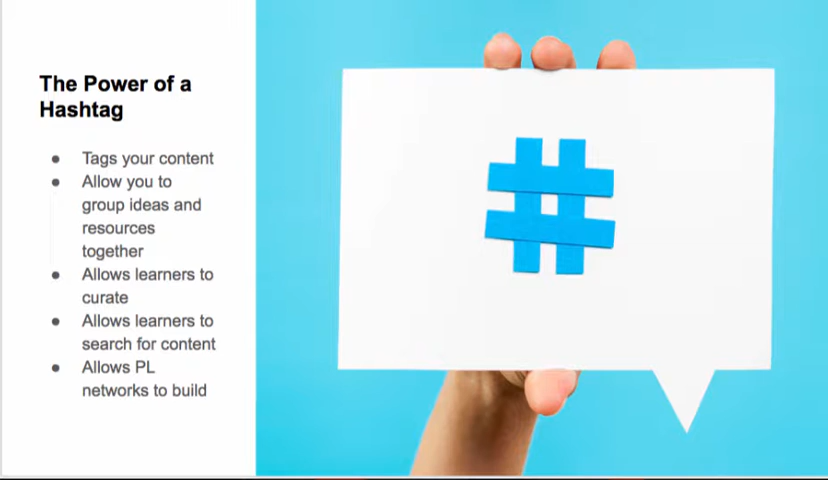 The Power of a
Hashtag
● Tags your content
● Allow you to
group ideas and
resources
together
● Allows learners to
curate
● Allows learners to
search for content
● Allows PL
networks to build
#